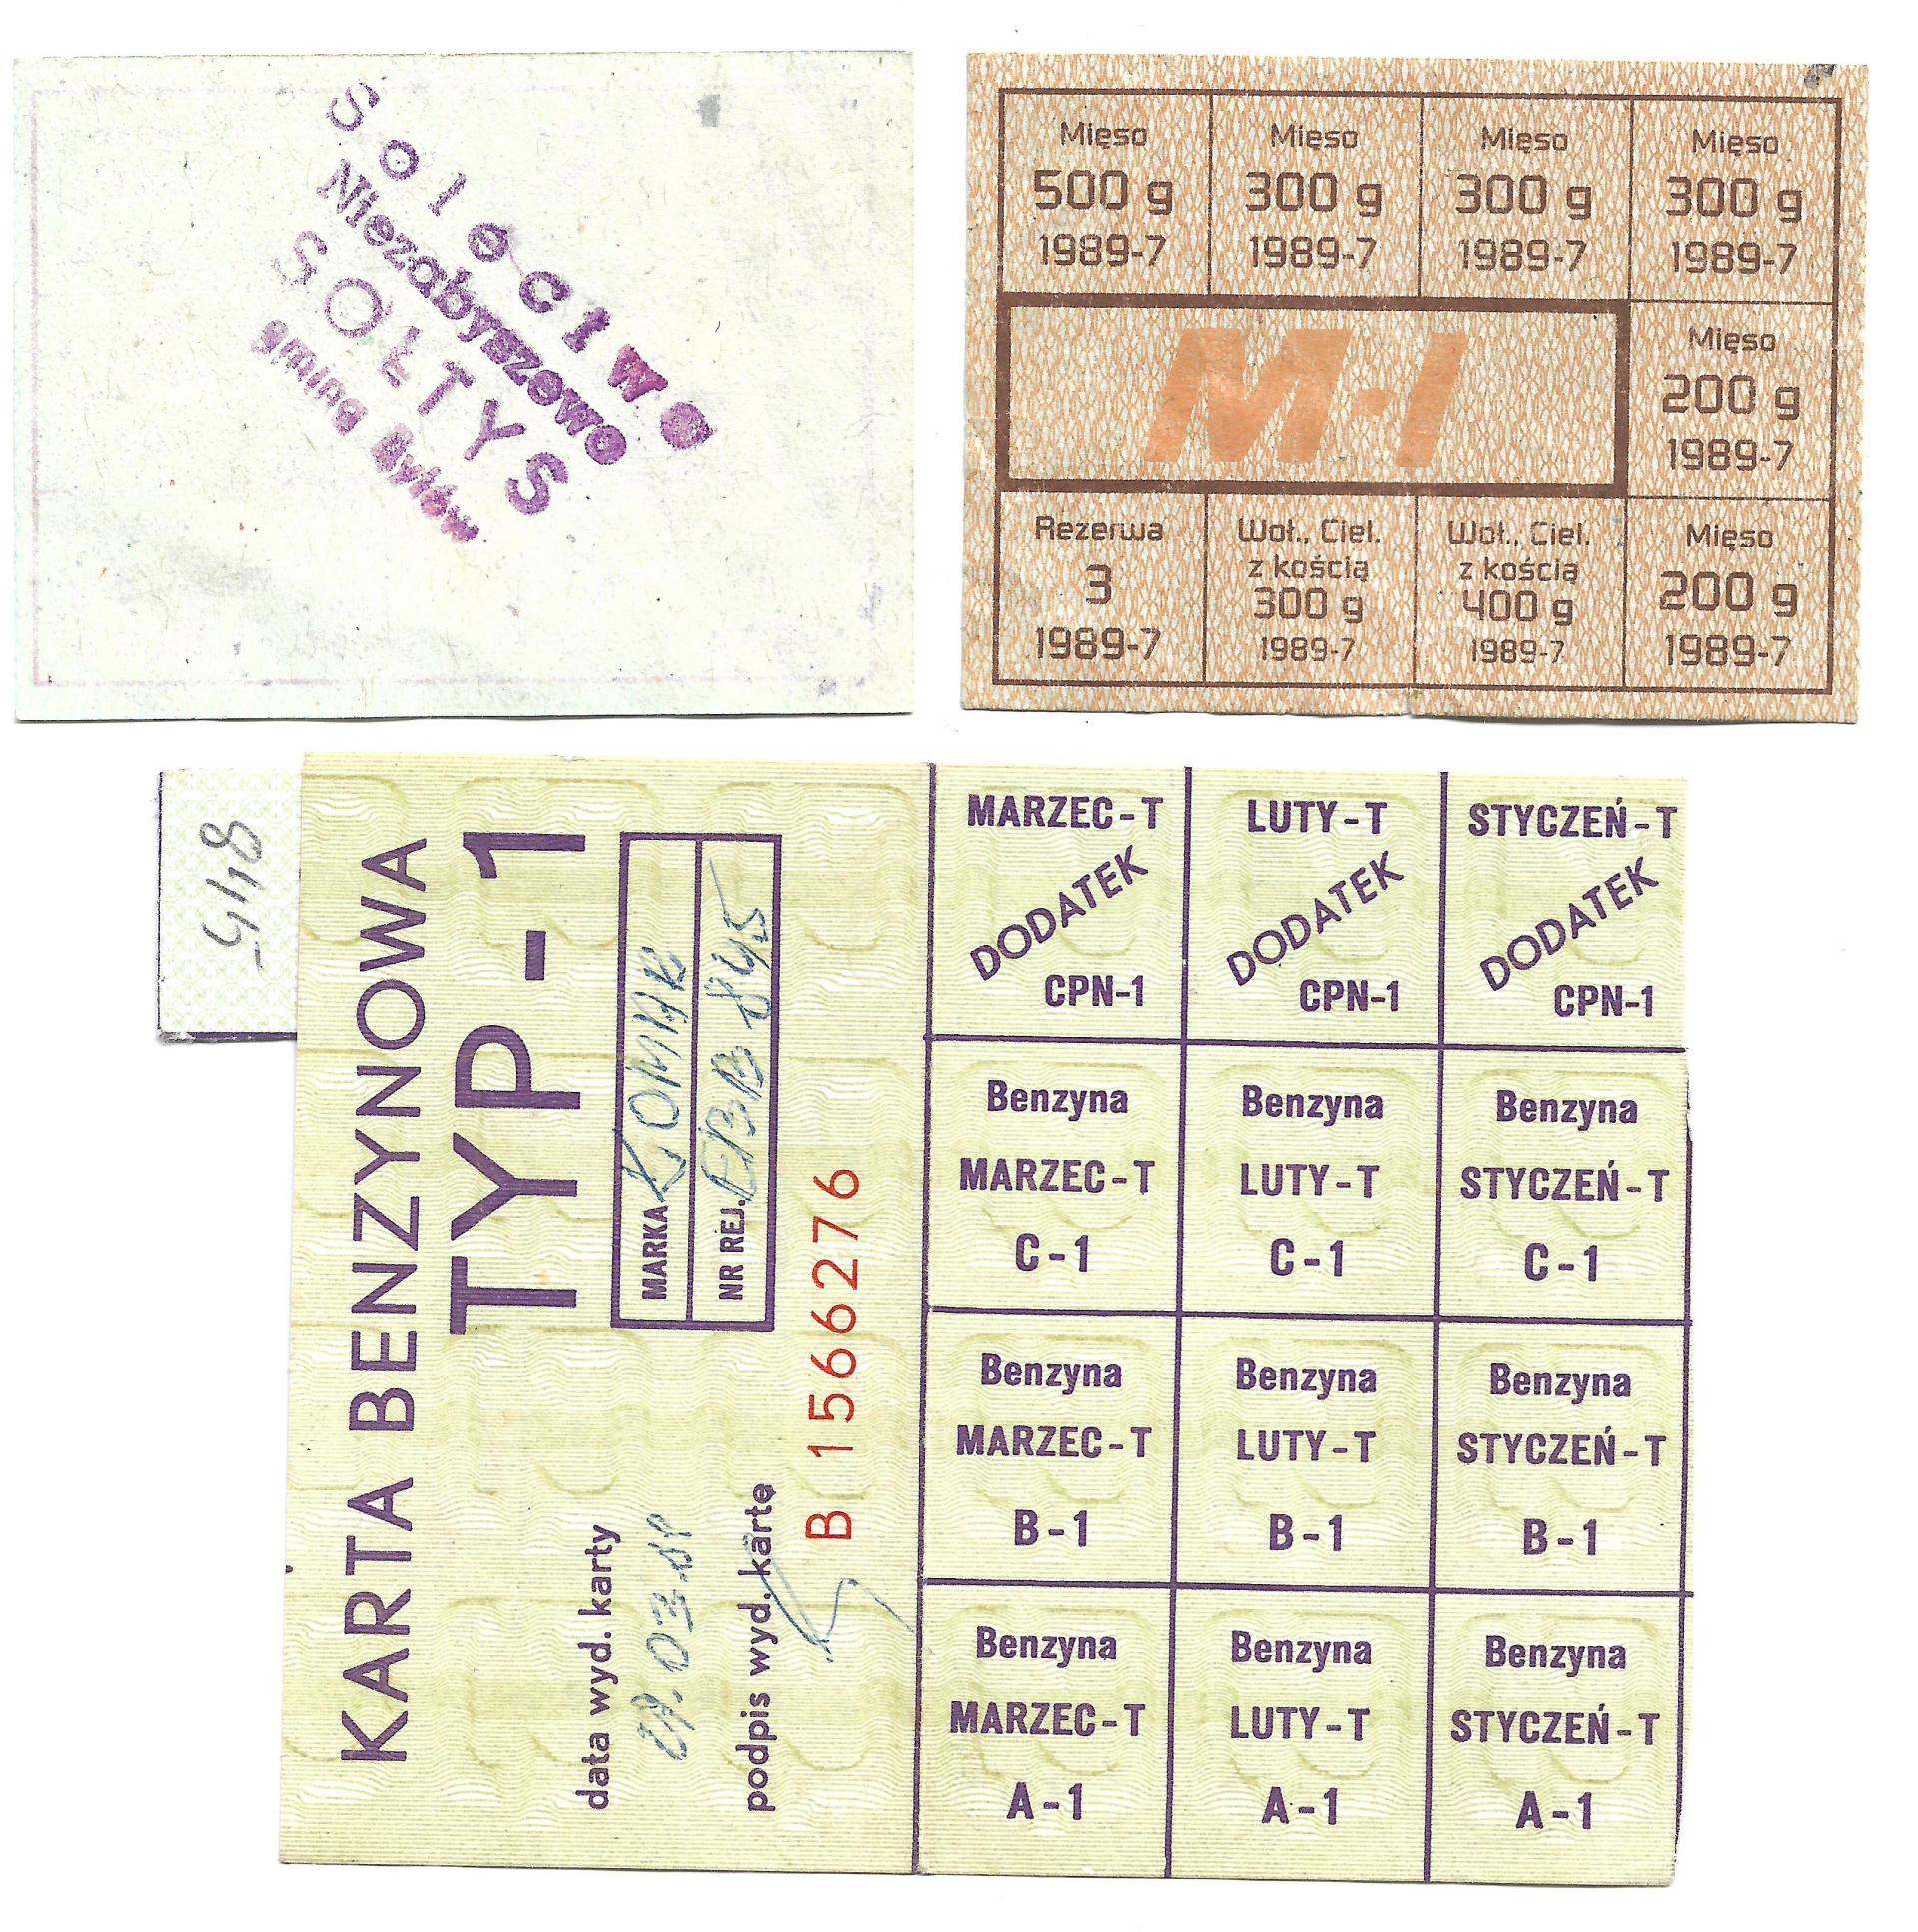 Sołectwo
Niezabyszewo
SOŁTYS
gmina Bytów
Mięso
500 g
1989-7
Mięso
300 g
1989-7
Mięso
300 g
1989-7
Mięso
300 g
1989-7
M-I
Mięso
200 g
1989-7
Rezerwa
3
1989-7
Woł., Ciel.
z kością
300 g
1989-7
Woł., Ciel.
z kością
400 g
1989-7
Mięso
200 g
1989-7
KARTA BENZYNOWA
TYP-1
MARKA KOMAR
NR REJ. 845
data wyd. karty
podpis wyd. kartę
B 1566276
MARZEC-T
DODATEK
CPN-1
LUTY-T
DODATEK
CPN-1
STYCZEŃ-T
DODATEK
CPN-1
Benzyna
MARZEC-T
C-1
Benzyna
LUTY-T
C-1
Benzyna
STYCZEŃ-T
C-1
Benzyna
MARZEC-T
B-1
Benzyna
LUTY-T
B-1
Benzyna
STYCZEŃ-T
B-1
Benzyna
MARZEC-T
A-1
Benzyna
LUTY-T
A-1
Benzyna
STYCZEŃ-T
A-1